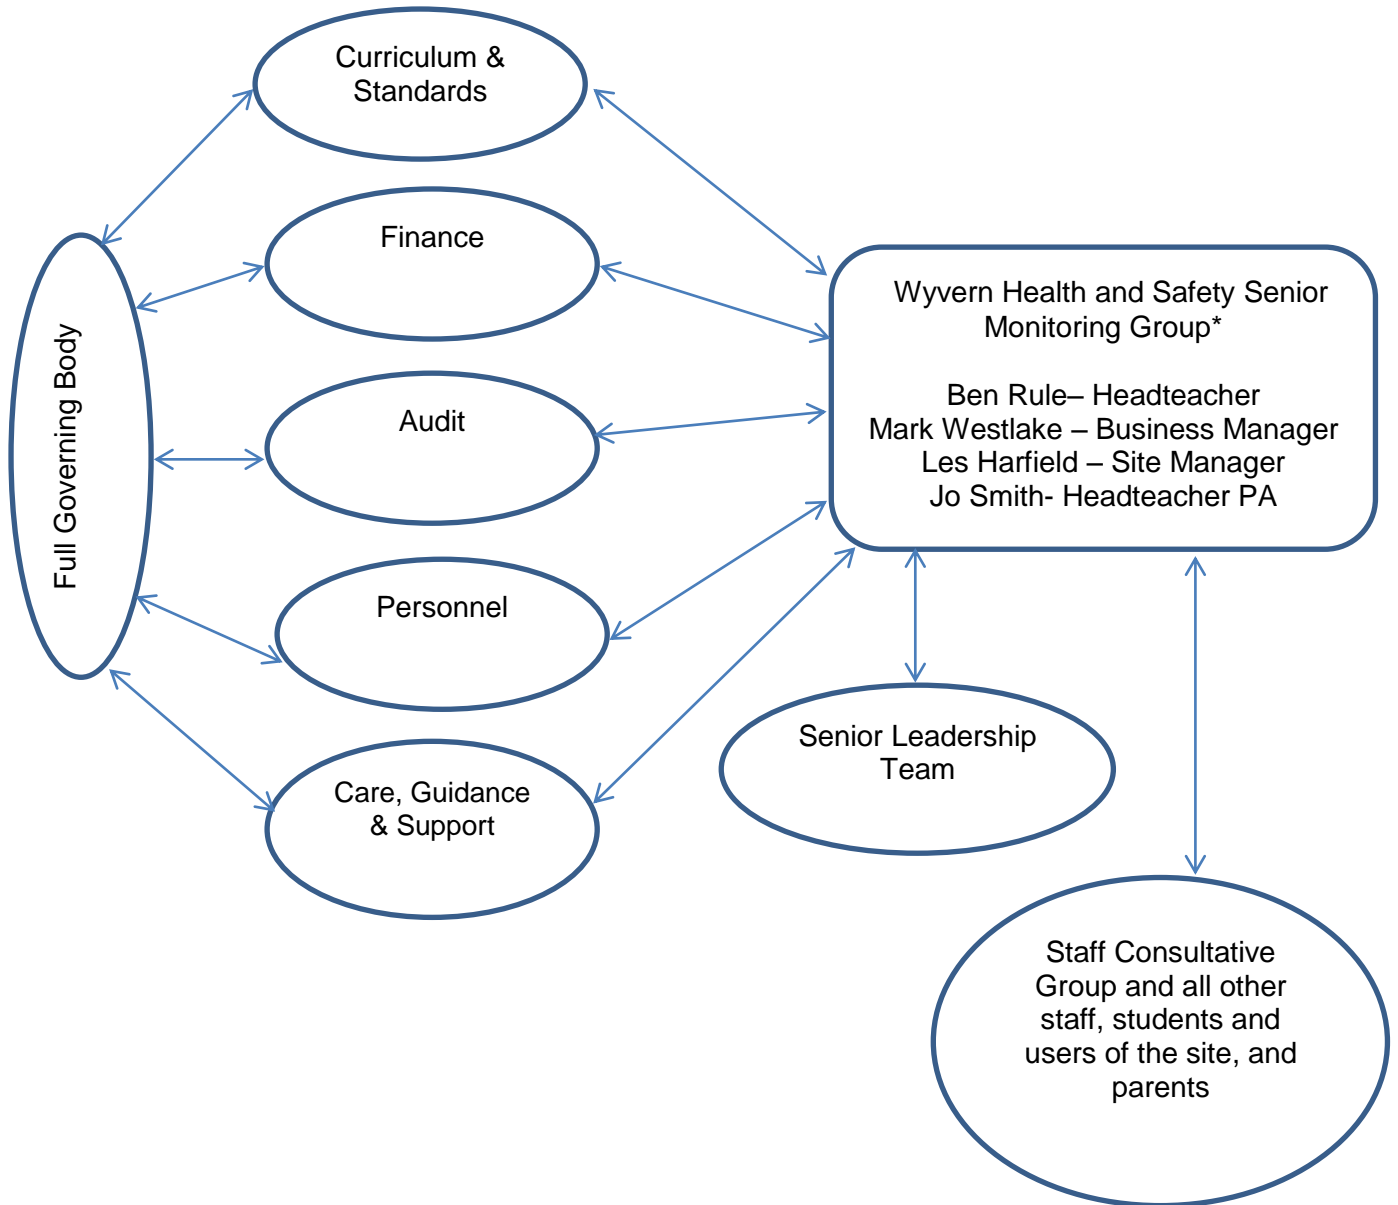 Curriculum &
Standards
Finance
Full Governing Body
Audit
Personnel
Care, Guidance
& Support
Wyvern Health and Safety Senior
Monitoring Group*
Ben Rule– Headteacher
Mark Westlake – Business Manager
Les Harfield – Site Manager
Jo Smith- Headteacher PA
Senior Leadership
Team
Staff Consultative
Group and all other
staff, students and
users of the site, and
parents